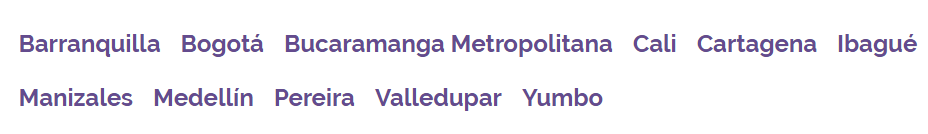 Barranquilla Bogotá Bucaramanga Metropolitana Cali Cartagena Ibagué
Manizales Medellín Pereira Valledupar Yumbo